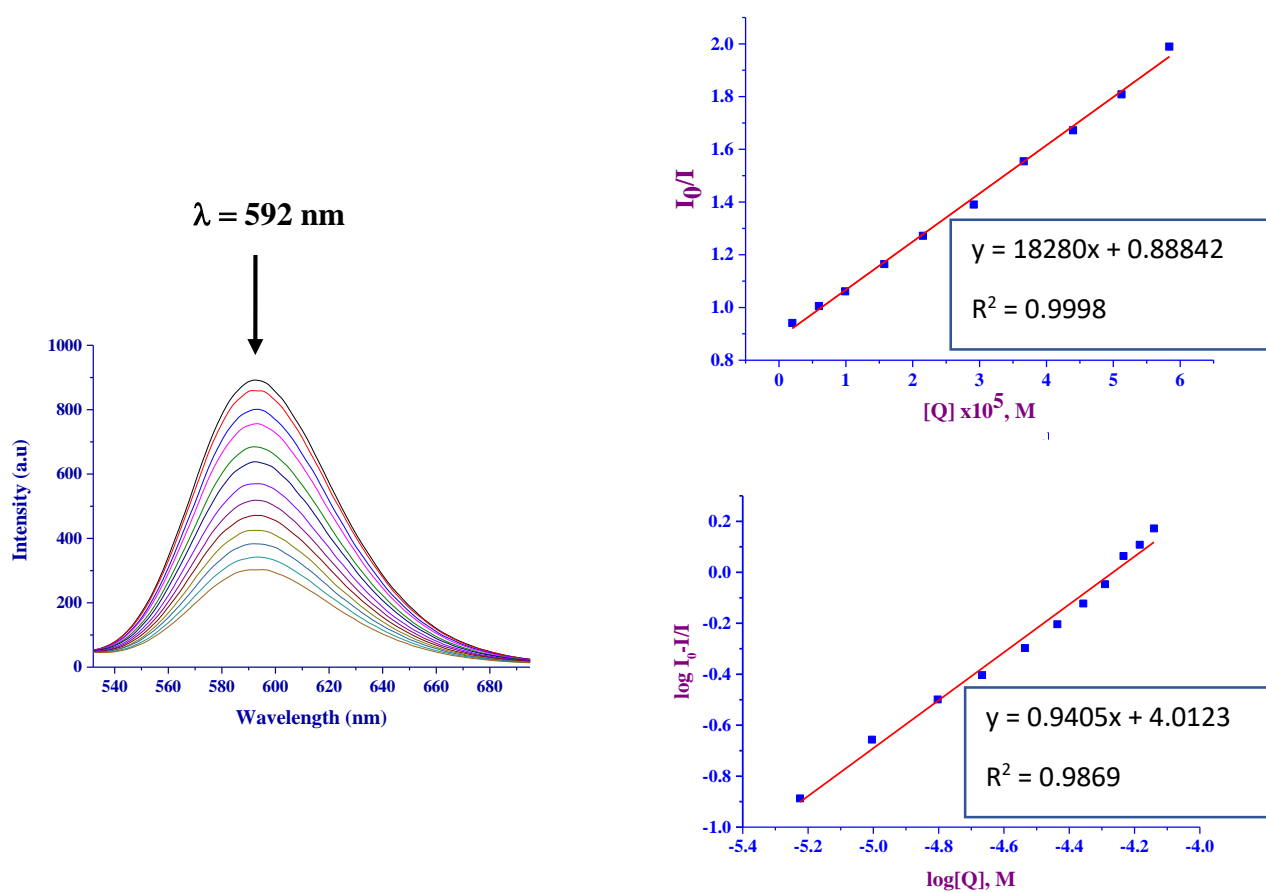 λ = 592 nm
1000
800
600
400
200
0
540 560 580 600 620 640 660 680
Intensity (a.u)
Wavelength (nm)
2.0
1.8
1.6
1.4
1.2
1.0
0.8
0 1 2 3 4 5 6
I0/I
[Q] x10⁵, M
y = 18280x + 0.88842
R² = 0.9998
0.2
0.0
-0.2
-0.4
-0.6
-0.8
-1.0
-5.4 -5.2 -5.0 -4.8 -4.6 -4.4 -4.2 -4.0
log I₀-I/I
log[Q], M
y = 0.9405x + 4.0123
R² = 0.9869